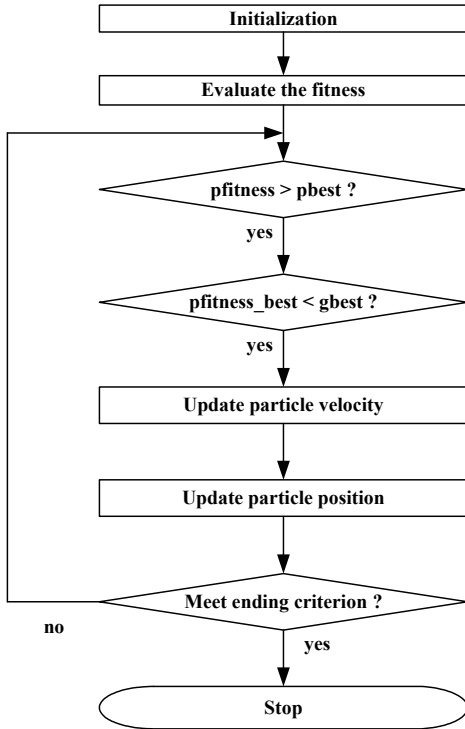 Initialization
Evaluate the fitness
pfitness > pbest ?
yes
pfitness_best < gbest ?
yes
Update particle velocity
Update particle position
Meet ending criterion ?
no
yes
Stop